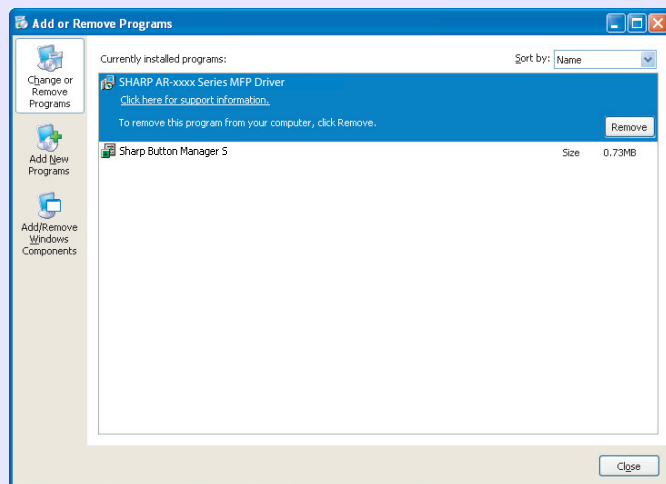 Add or Remove Programs
Change or
Remove
Programs
Currently installed programs:
Sort by: Name
SHARP AR-xxxx Series MFP Driver
Click here for support information.
To remove this program from your computer, click Remove.
Remove
Add New
Programs
Sharp Button Manager S
Size 0.73MB
Add/Remove
Windows
Components
Close